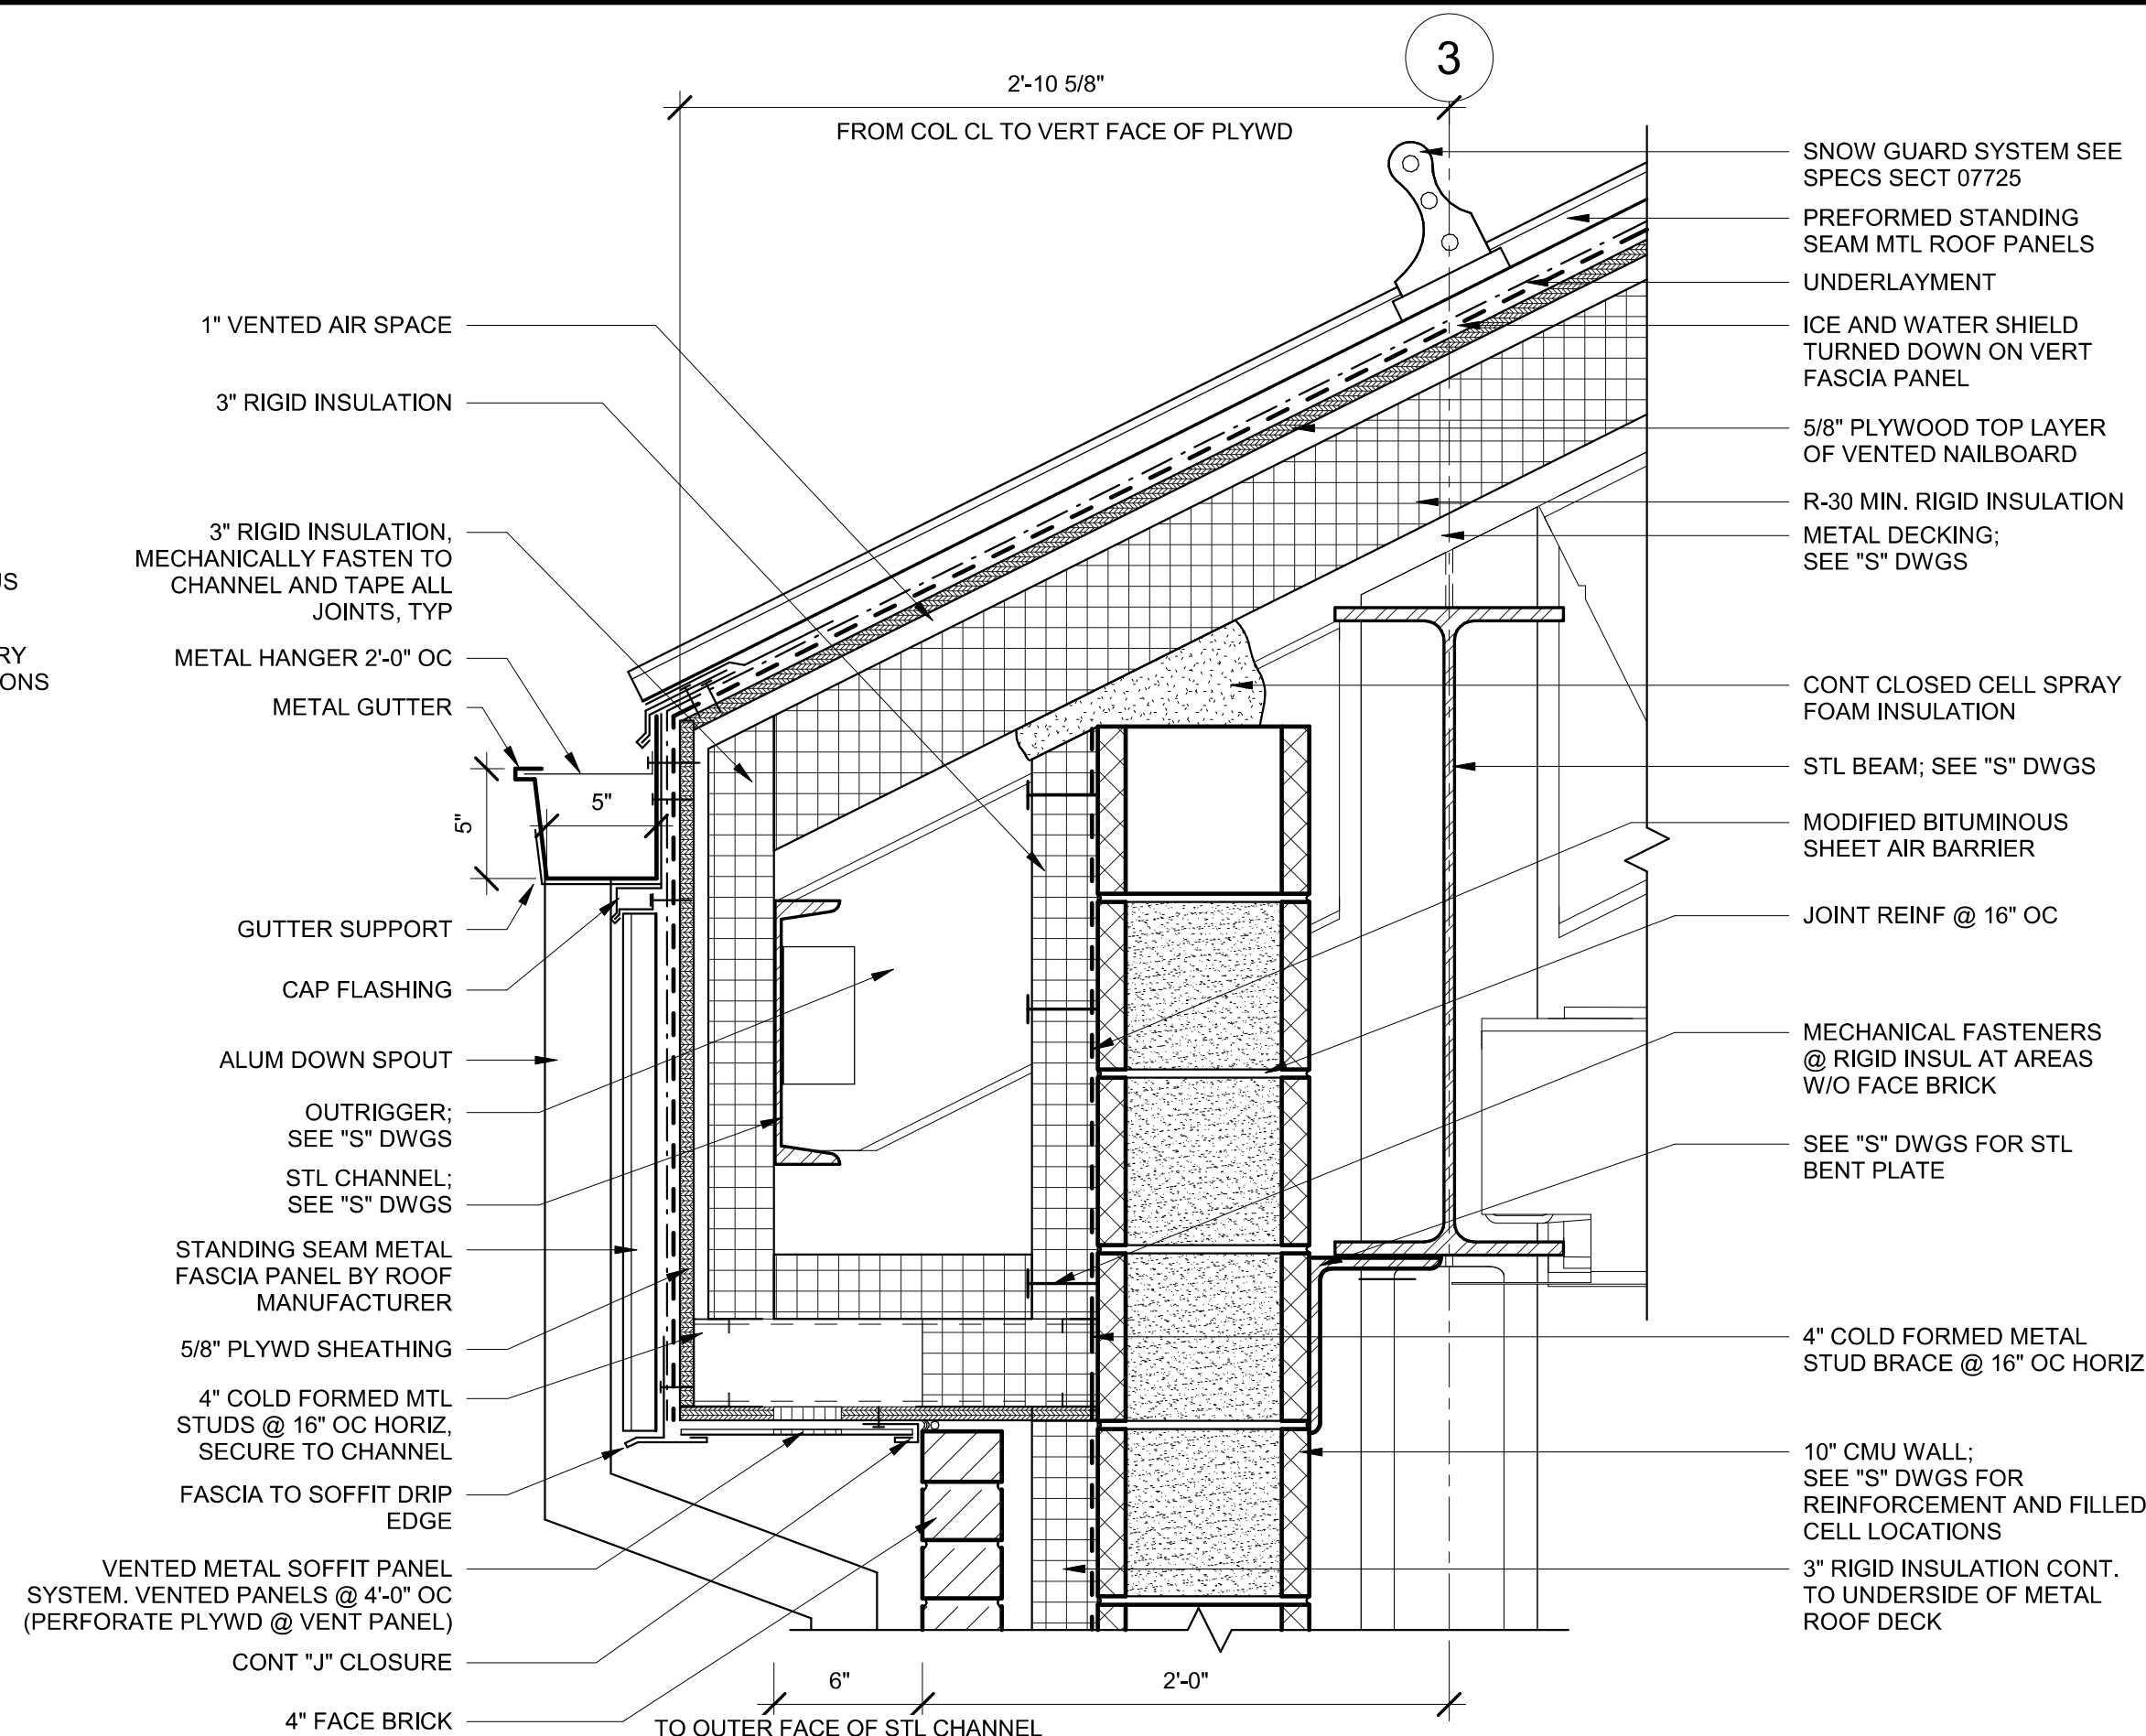 3
2'-10 5/8"
FROM COL CL TO VERT FACE OF PLYWD
1" VENTED AIR SPACE
3" RIGID INSULATION
3" RIGID INSULATION,
MECHANICALLY FASTEN TO
CHANNEL AND TAPE ALL
JOINTS, TYP
METAL HANGER 2'-0" OC
METAL GUTTER
5"
5"
GUTTER SUPPORT
CAP FLASHING
ALUM DOWN SPOUT
OUTRIGGER;
SEE "S" DWGS
STL CHANNEL;
SEE "S" DWGS
STANDING SEAM METAL
FASCIA PANEL BY ROOF
MANUFACTURER
5/8" PLYWD SHEATHING
4" COLD FORMED MTL
STUDS @ 16" OC HORIZ,
SECURE TO CHANNEL
FASCIA TO SOFFIT DRIP
EDGE
VENTED METAL SOFFIT PANEL
SYSTEM. VENTED PANELS @ 4'-0" OC
(PERFORATE PLYWD @ VENT PANEL)
CONT "J" CLOSURE
4" FACE BRICK
SNOW GUARD SYSTEM SEE
SPECS SECT 07725
PREFORMED STANDING
SEAM MTL ROOF PANELS
UNDERLAYMENT
ICE AND WATER SHIELD
TURNED DOWN ON VERT
FASCIA PANEL
5/8" PLYWOOD TOP LAYER
OF VENTED NAILBOARD
R-30 MIN. RIGID INSULATION
METAL DECKING;
SEE "S" DWGS
CONT CLOSED CELL SPRAY
FOAM INSULATION
STL BEAM; SEE "S" DWGS
MODIFIED BITUMINOUS
SHEET AIR BARRIER
JOINT REINF @ 16" OC
MECHANICAL FASTENERS
@ RIGID INSUL AT AREAS
W/O FACE BRICK
SEE "S" DWGS FOR STL
BENT PLATE
4" COLD FORMED METAL
STUD BRACE @ 16" OC HORIZ
10" CMU WALL;
SEE "S" DWGS FOR
REINFORCEMENT AND FILLED
CELL LOCATIONS
3" RIGID INSULATION CONT.
TO UNDERSIDE OF METAL
ROOF DECK
6"
2'-0"
TO OUTER FACE OF STL CHANNEL